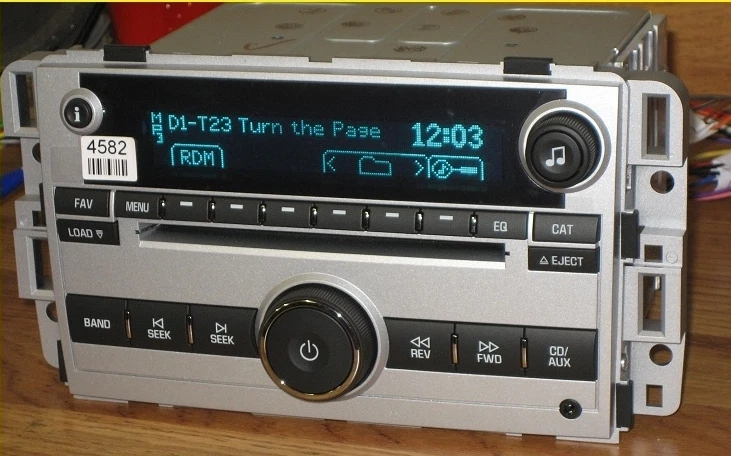 MP3 D1-T23 Turn the Page 12:03
RDM
4582
FAV
MENU
EQ
CAT
LOAD
EJECT
BAND
SEEK
SEEK
REV
FWD
CD/
AUX